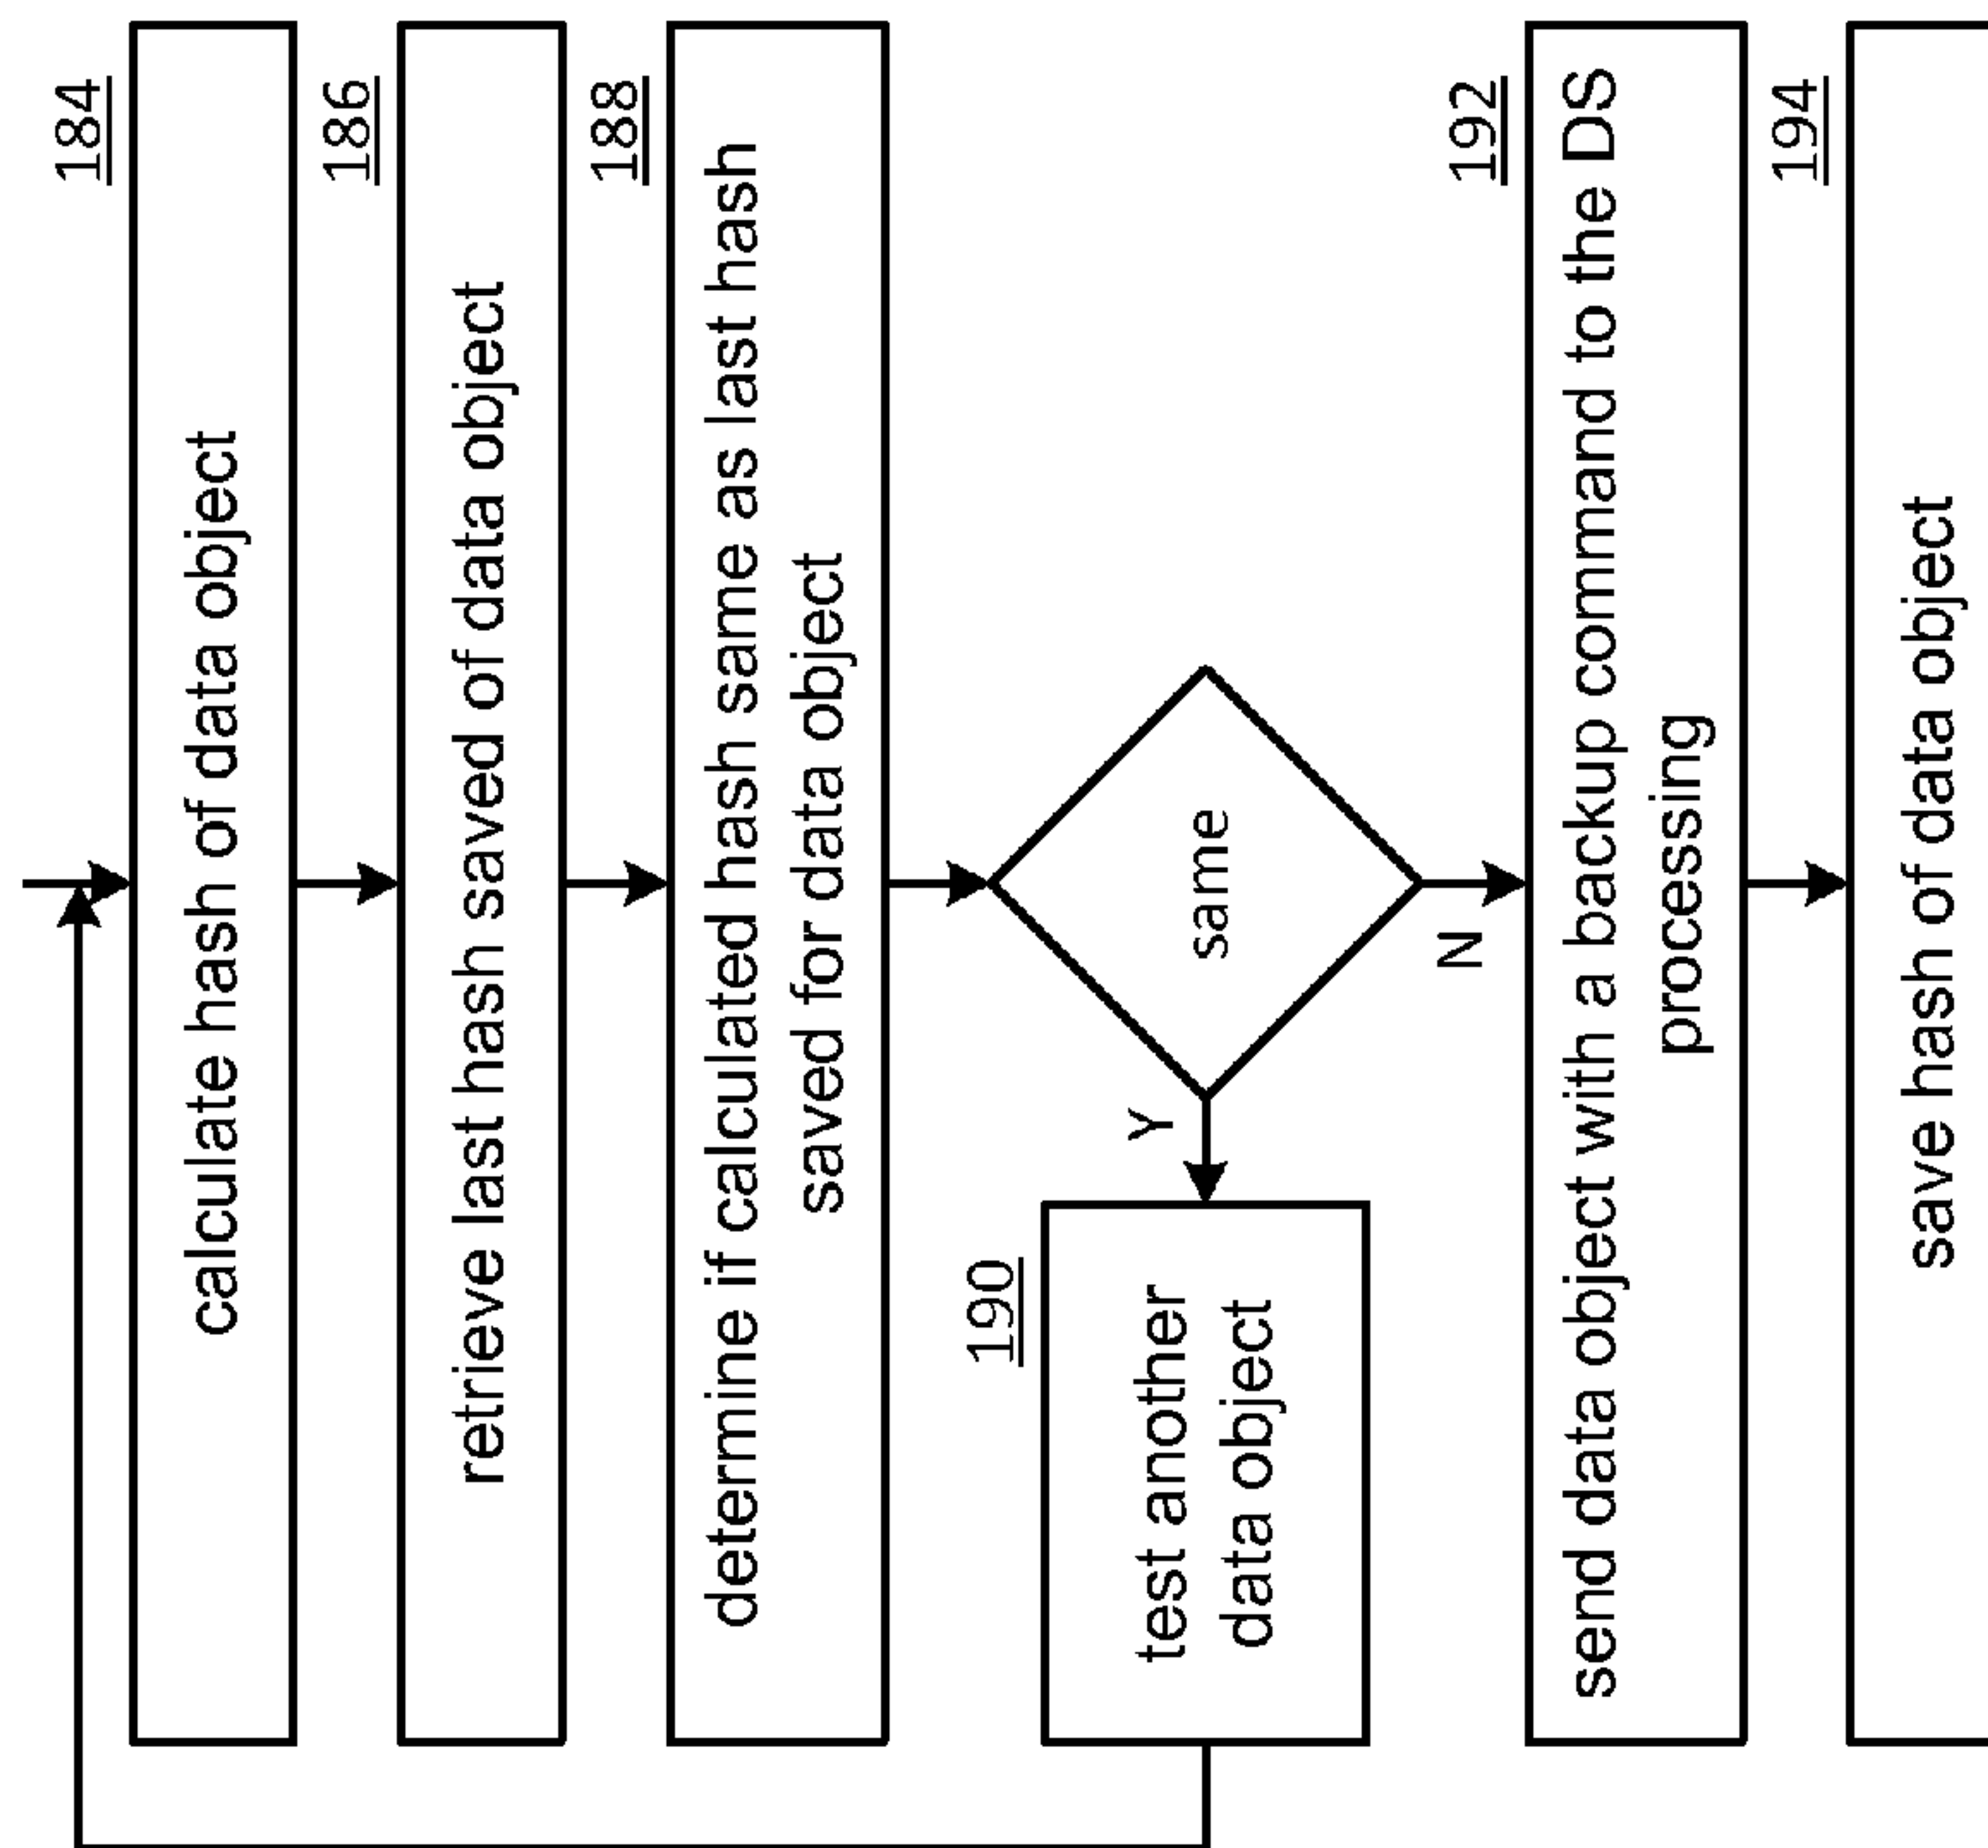 184
calculate hash of data object
186
retrieve last hash saved of data object
188
determine if calculated hash same as last hash
saved for data object
same
Y
N
190
test another
data object
192
send data object with a backup command to the DS
processing
194
save hash of data object